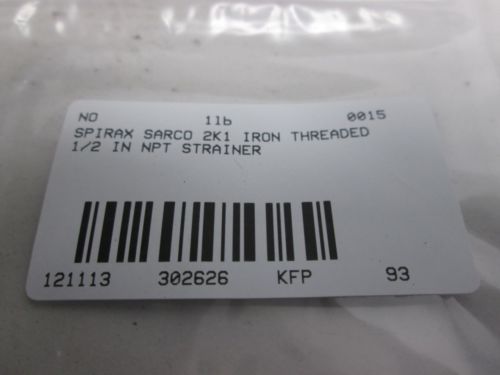 NO 1lb 0015
SPIRAX SARCO 2K1 IRON THREADED
1/2 IN NPT STRAINER
121113 302626 KFP 93